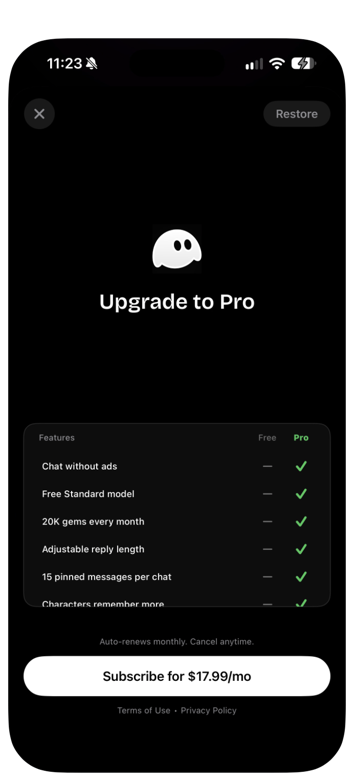 11:23
Restore
Upgrade to Pro
Features Free Pro
Chat without ads
Free Standard model
20K gems every month
Adjustable reply length
15 pinned messages per chat
Characters remember more
Auto-renews monthly. Cancel anytime.
Subscribe for $17.99/mo
Terms of Use • Privacy Policy